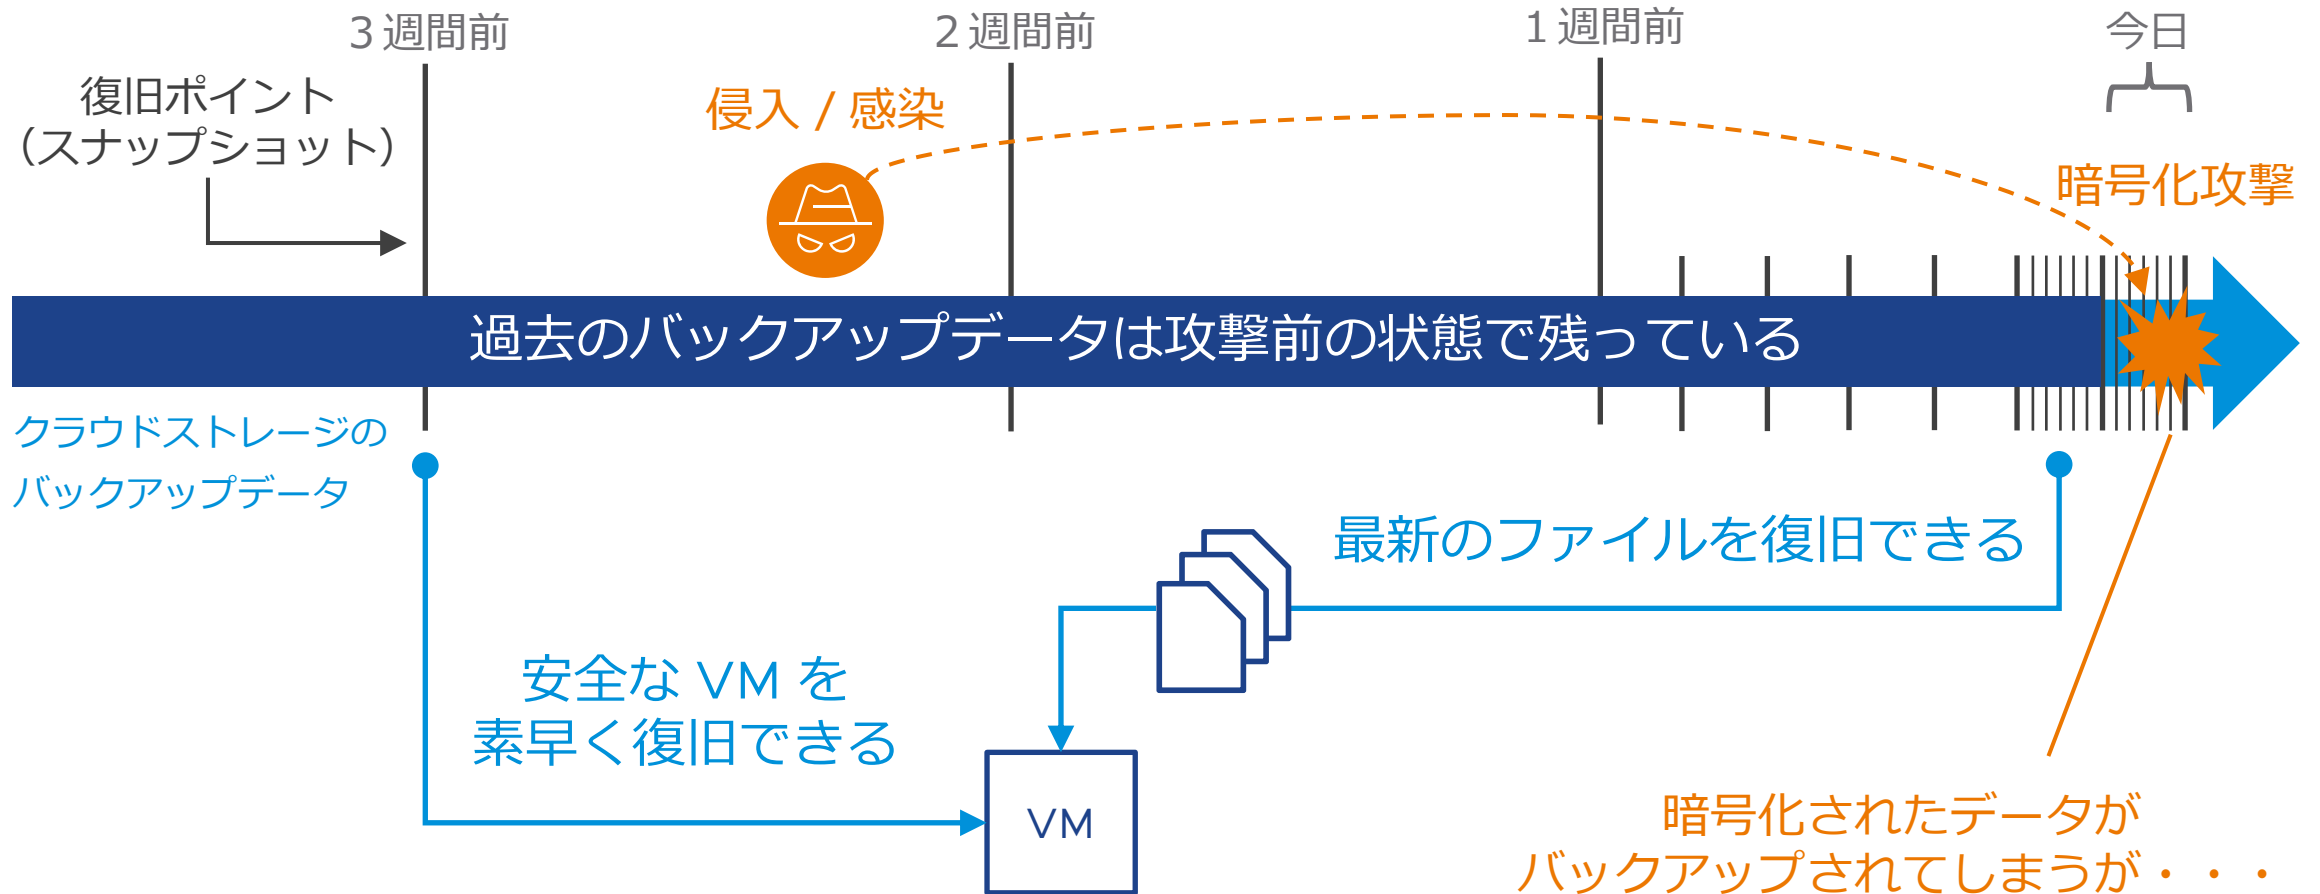 3週間前
2週間前
1週間前
今日
復旧ポイント
（スナップショット）
侵入 / 感染
暗号化攻撃
過去のバックアップデータは攻撃前の状態で残っている
クラウドストレージの
バックアップデータ
最新のファイルを復旧できる
安全な VM を
素早く復旧できる
VM
暗号化されたデータが
バックアップされてしまうが・・・